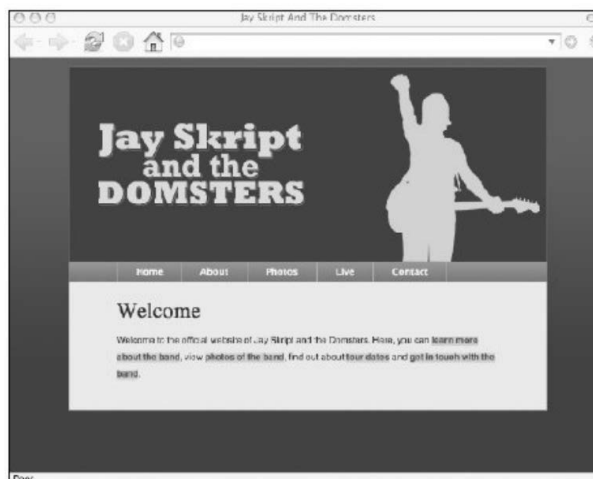 Jay Skript And The Domsters
Jay Skript
and the
DOMSTERS
Home About Photos Live Contact
Welcome
Welcome to the official website of Jay Skript and the Domsters. Here, you can learn more
about the band, view photos of the band, find out about tour dates and get in touch with the
band.
Done